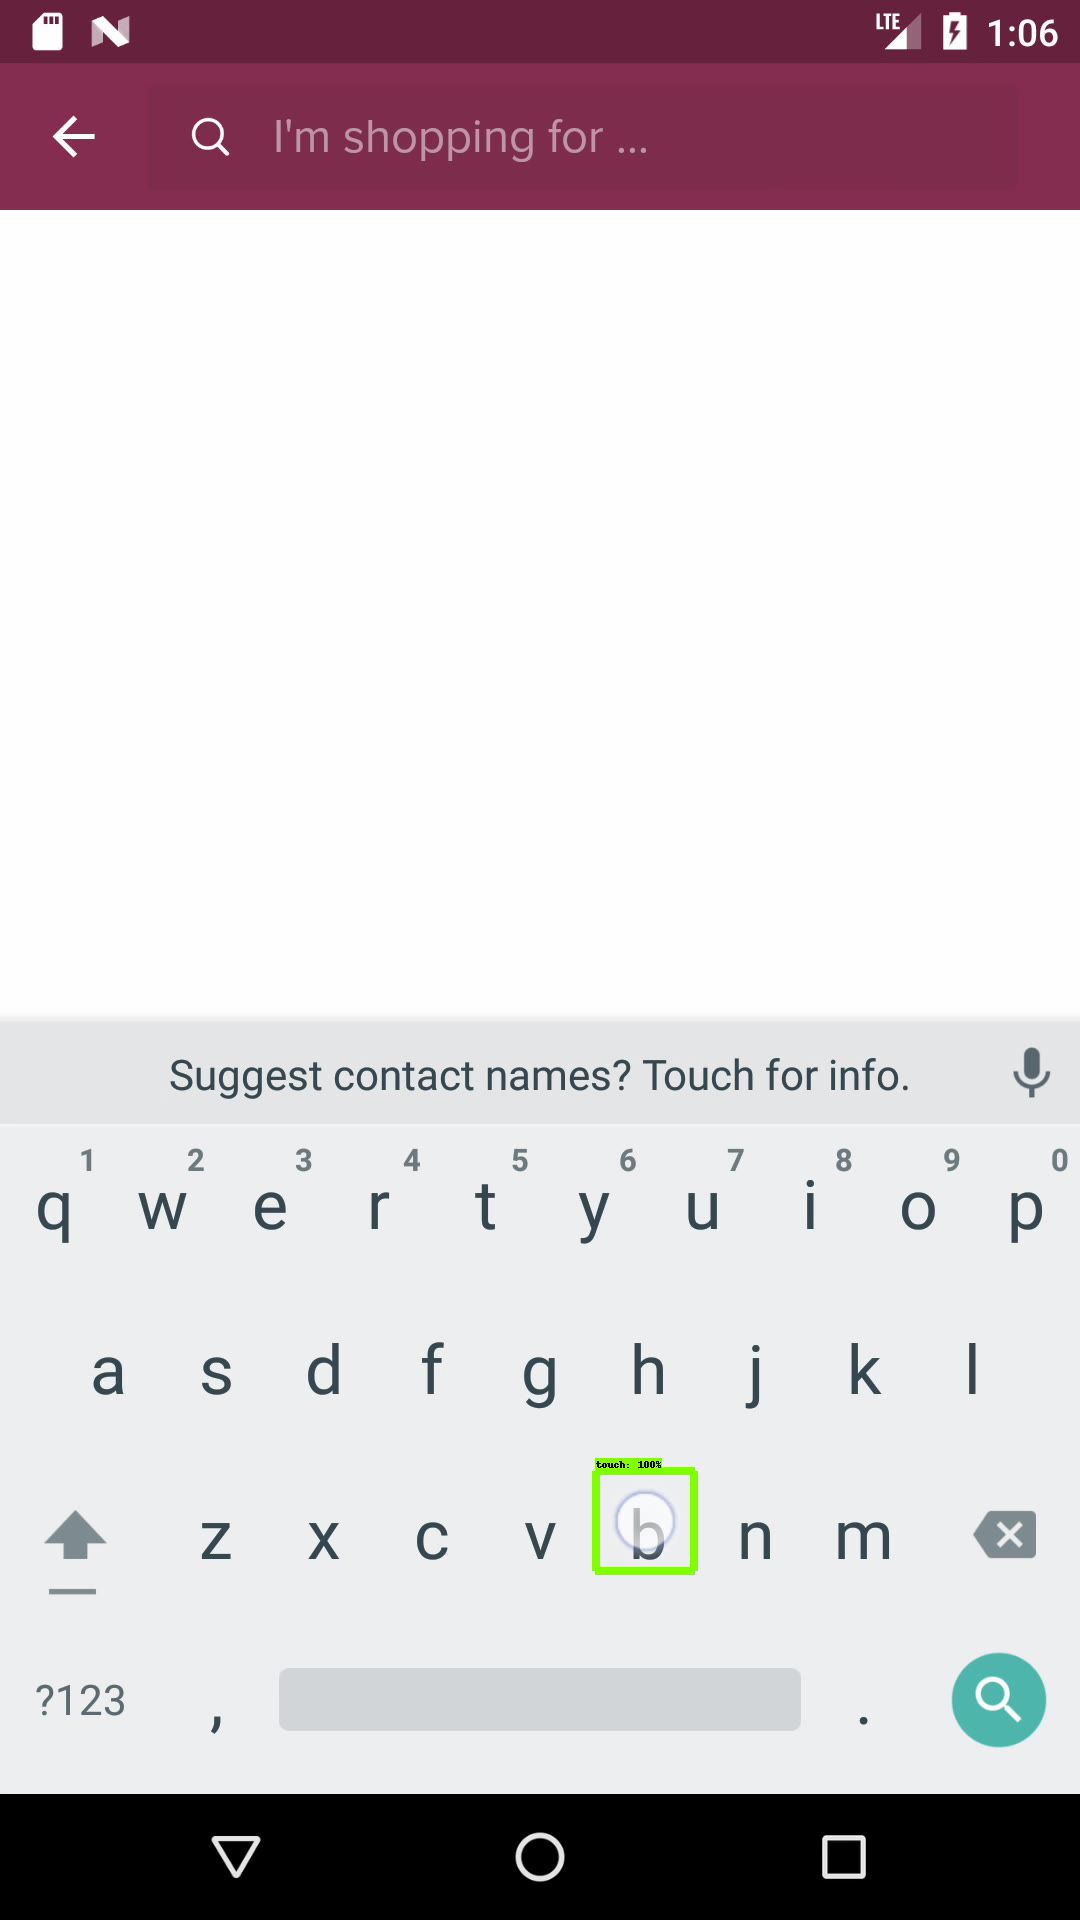 LTE 1:06
I'm shopping for ...
Suggest contact names? Touch for info.
1 2 3 4 5 6 7 8 9 0
q w e r t y u i o p
a s d f g h j k l
touch: 100%
z x c v b n m
?123 , .